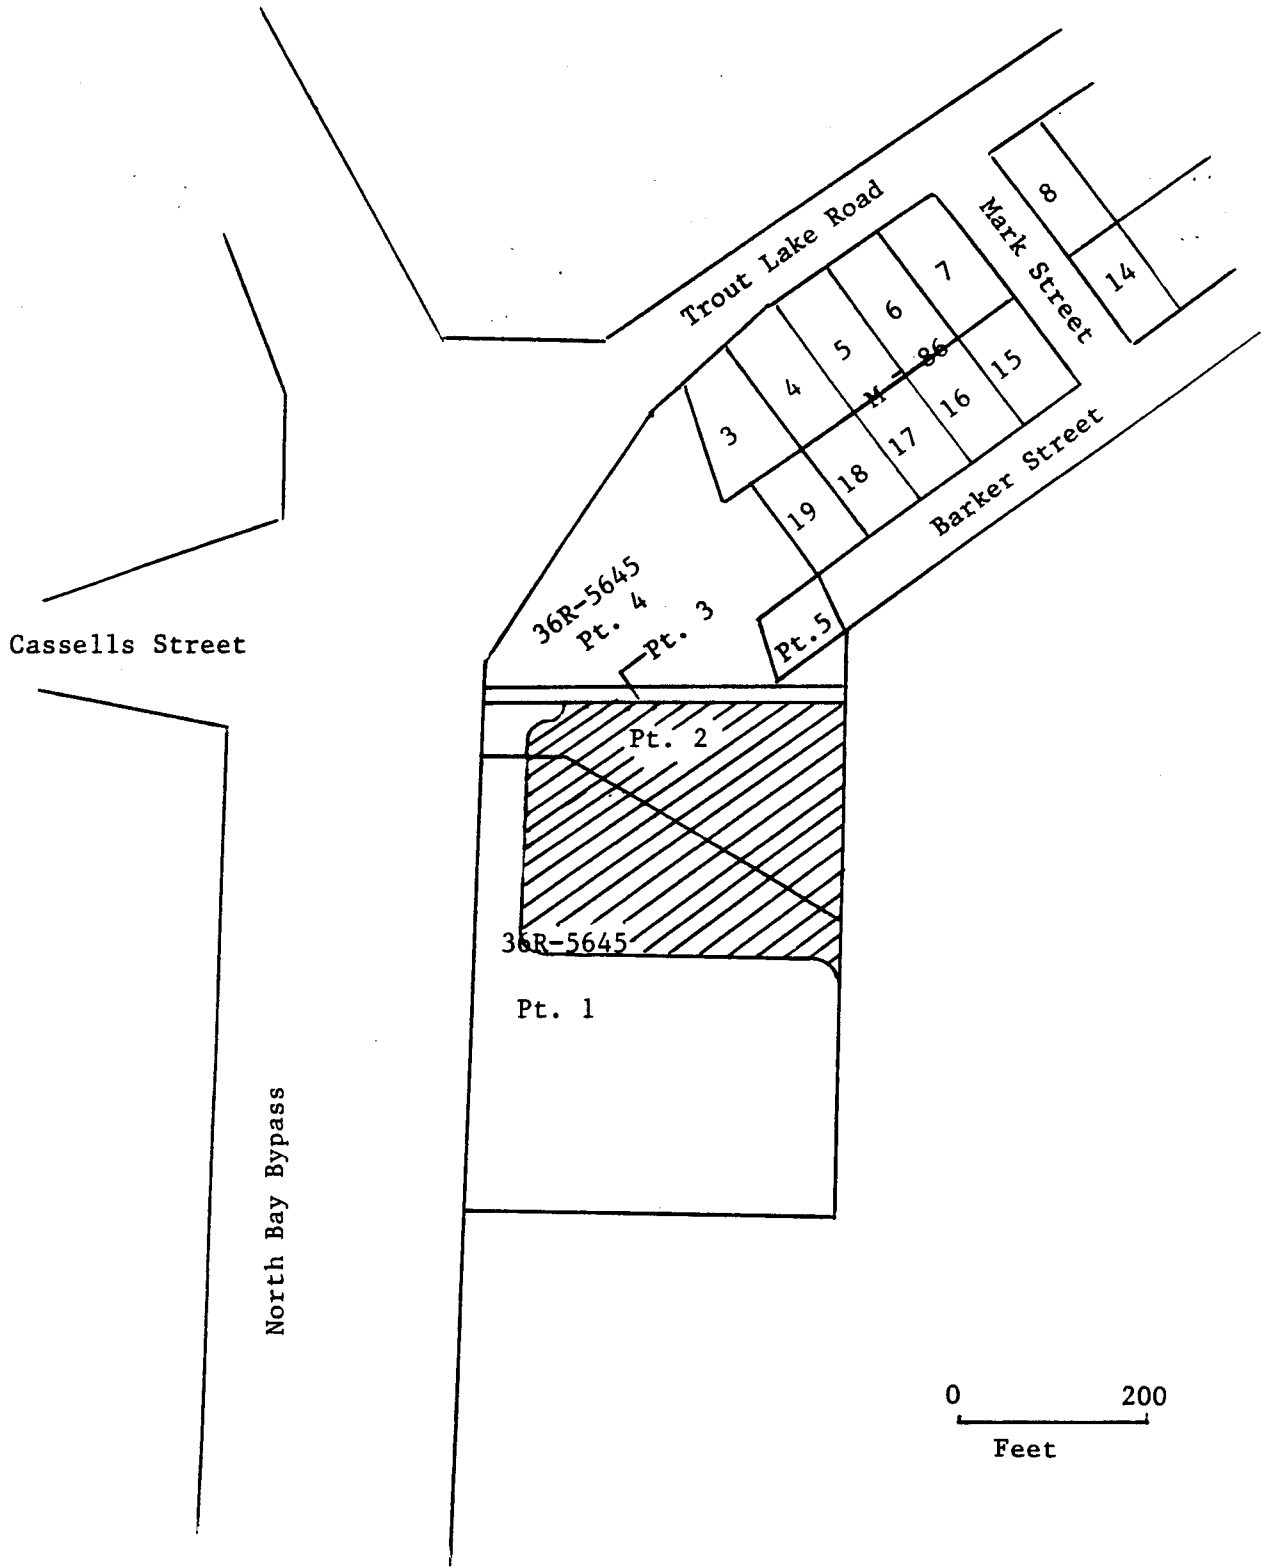 Trout Lake Road
Mark Street
8
14
7
6
5
4
3
M - 86
15
16
17
18
19
Barker Street
36R-5645
Pt. 4
Pt. 3
Pt.5
Cassells Street
Pt. 2
36R-5645
Pt. 1
North Bay Bypass
0 200
Feet